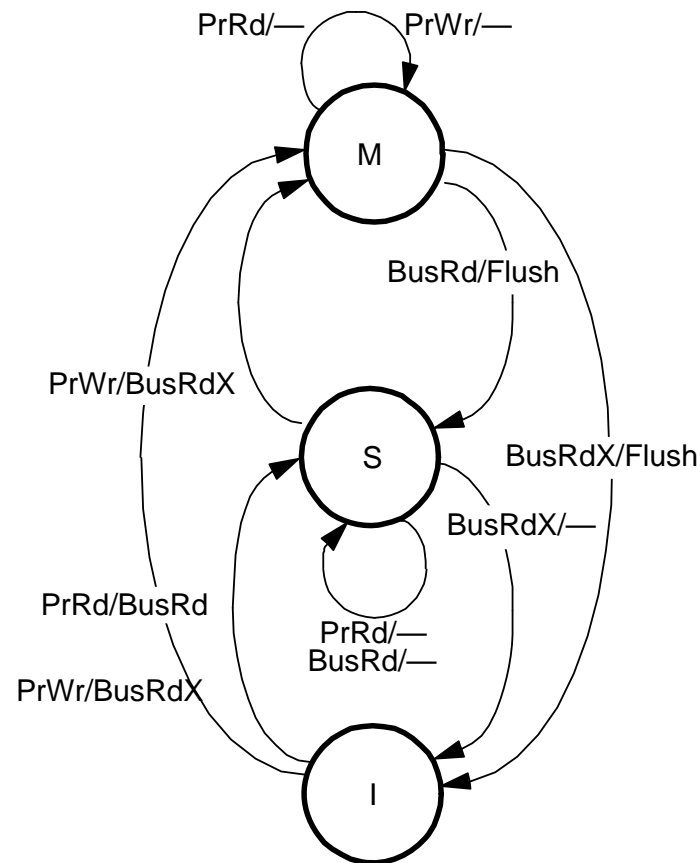 PrRd/— PrWr/—
M
BusRd/Flush
PrWr/BusRdX
S
BusRdX/Flush
BusRdX/—
PrRd/BusRd
PrRd/—
BusRd/—
PrWr/BusRdX
I